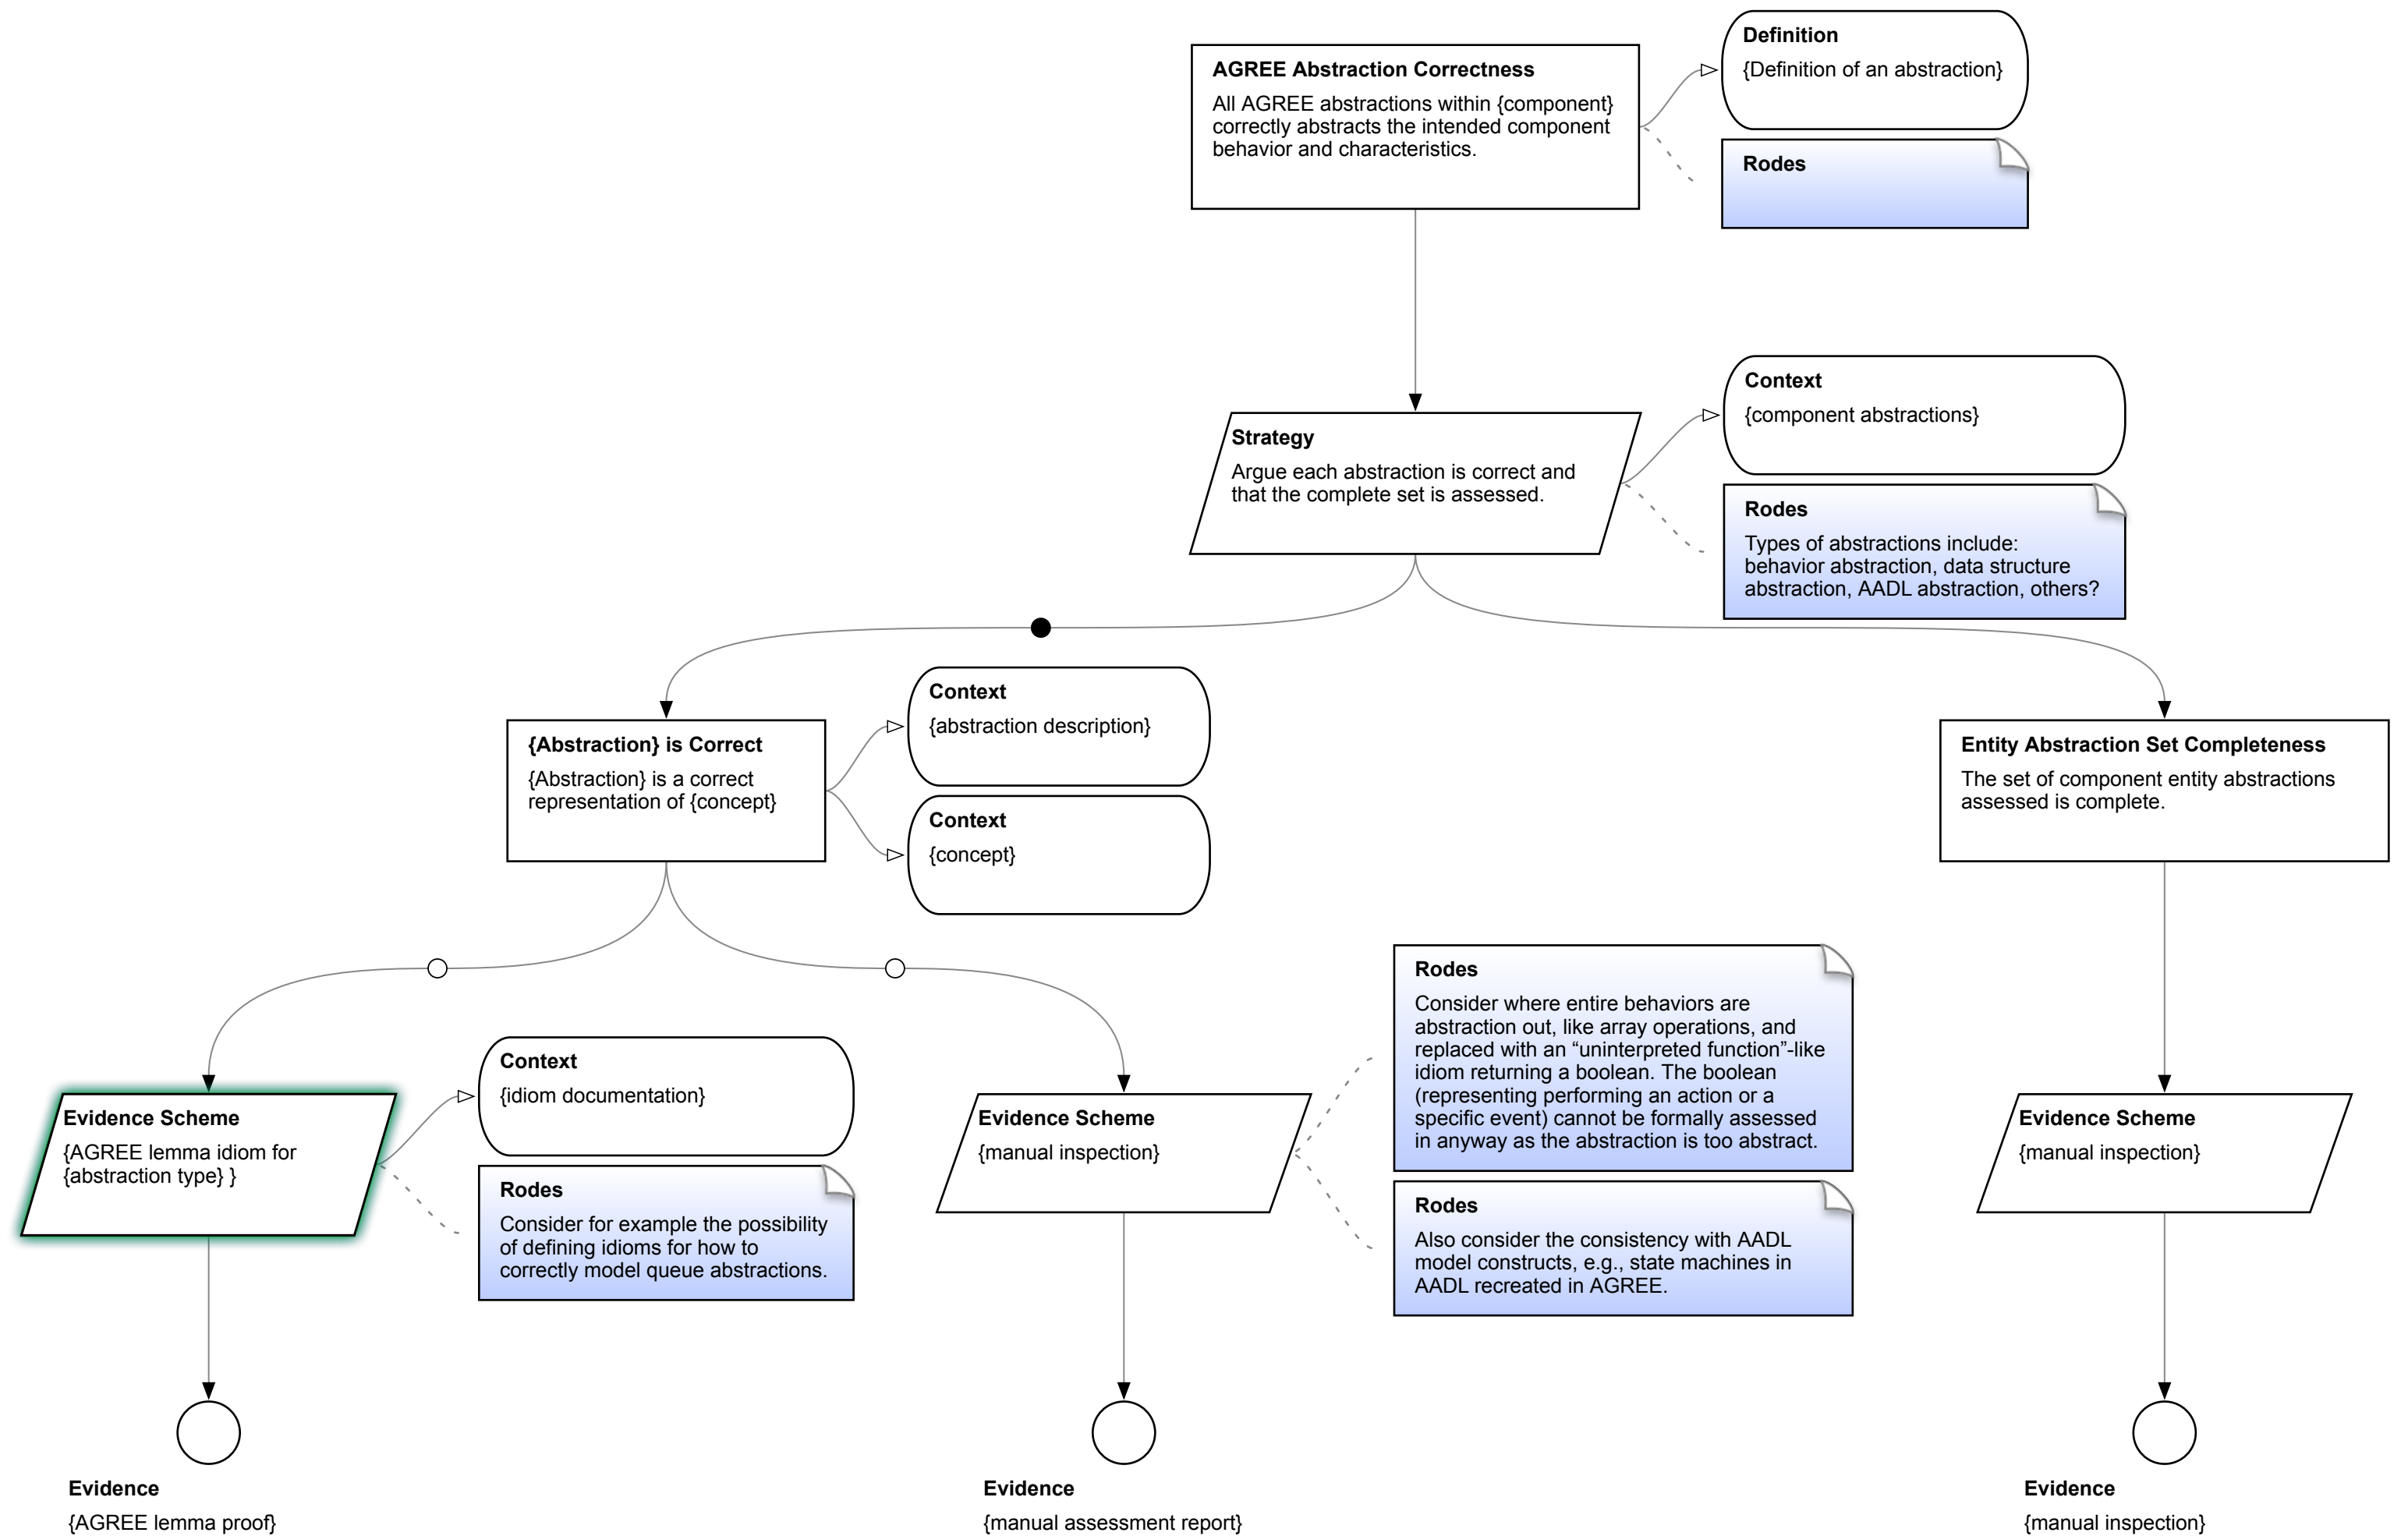 AGREE Abstraction Correctness
All AGREE abstractions within {component}
correctly abstracts the intended component
behavior and characteristics.
Definition
{Definition of an abstraction}
Rodes
Strategy
Argue each abstraction is correct and
that the complete set is assessed.
Context
{component abstractions}
Rodes
Types of abstractions include:
behavior abstraction, data structure
abstraction, AADL abstraction, others?
{Abstraction} is Correct
{Abstraction} is a correct
representation of {concept}
Context
{abstraction description}
Context
{concept}
Entity Abstraction Set Completeness
The set of component entity abstractions
assessed is complete.
Evidence Scheme
{AGREE lemma idiom for
{abstraction type} }
Context
{idiom documentation}
Rodes
Consider for example the possibility
of defining idioms for how to
correctly model queue abstractions.
Evidence Scheme
{manual inspection}
Rodes
Consider where entire behaviors are
abstraction out, like array operations, and
replaced with an “uninterpreted function”-like
idiom returning a boolean. The boolean
(representing performing an action or a
specific event) cannot be formally assessed
in anyway as the abstraction is too abstract.
Rodes
Also consider the consistency with AADL
model constructs, e.g., state machines in
AADL recreated in AGREE.
Evidence Scheme
{manual inspection}
Evidence
{AGREE lemma proof}
Evidence
{manual assessment report}
Evidence
{manual inspection}